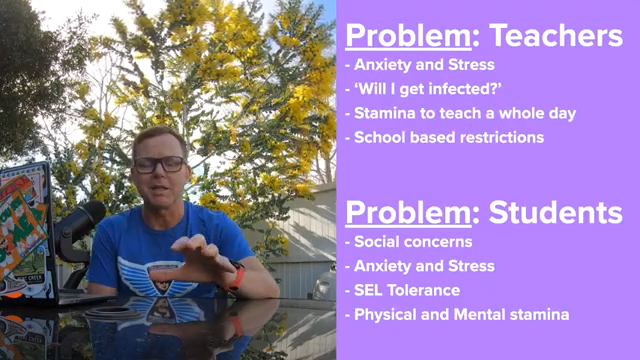 Problem: Teachers
- Anxiety and Stress
- ‘Will I get infected?’
- Stamina to teach a whole day
- School based restrictions
Problem: Students
- Social concerns
- Anxiety and Stress
- SEL Tolerance
- Physical and Mental stamina